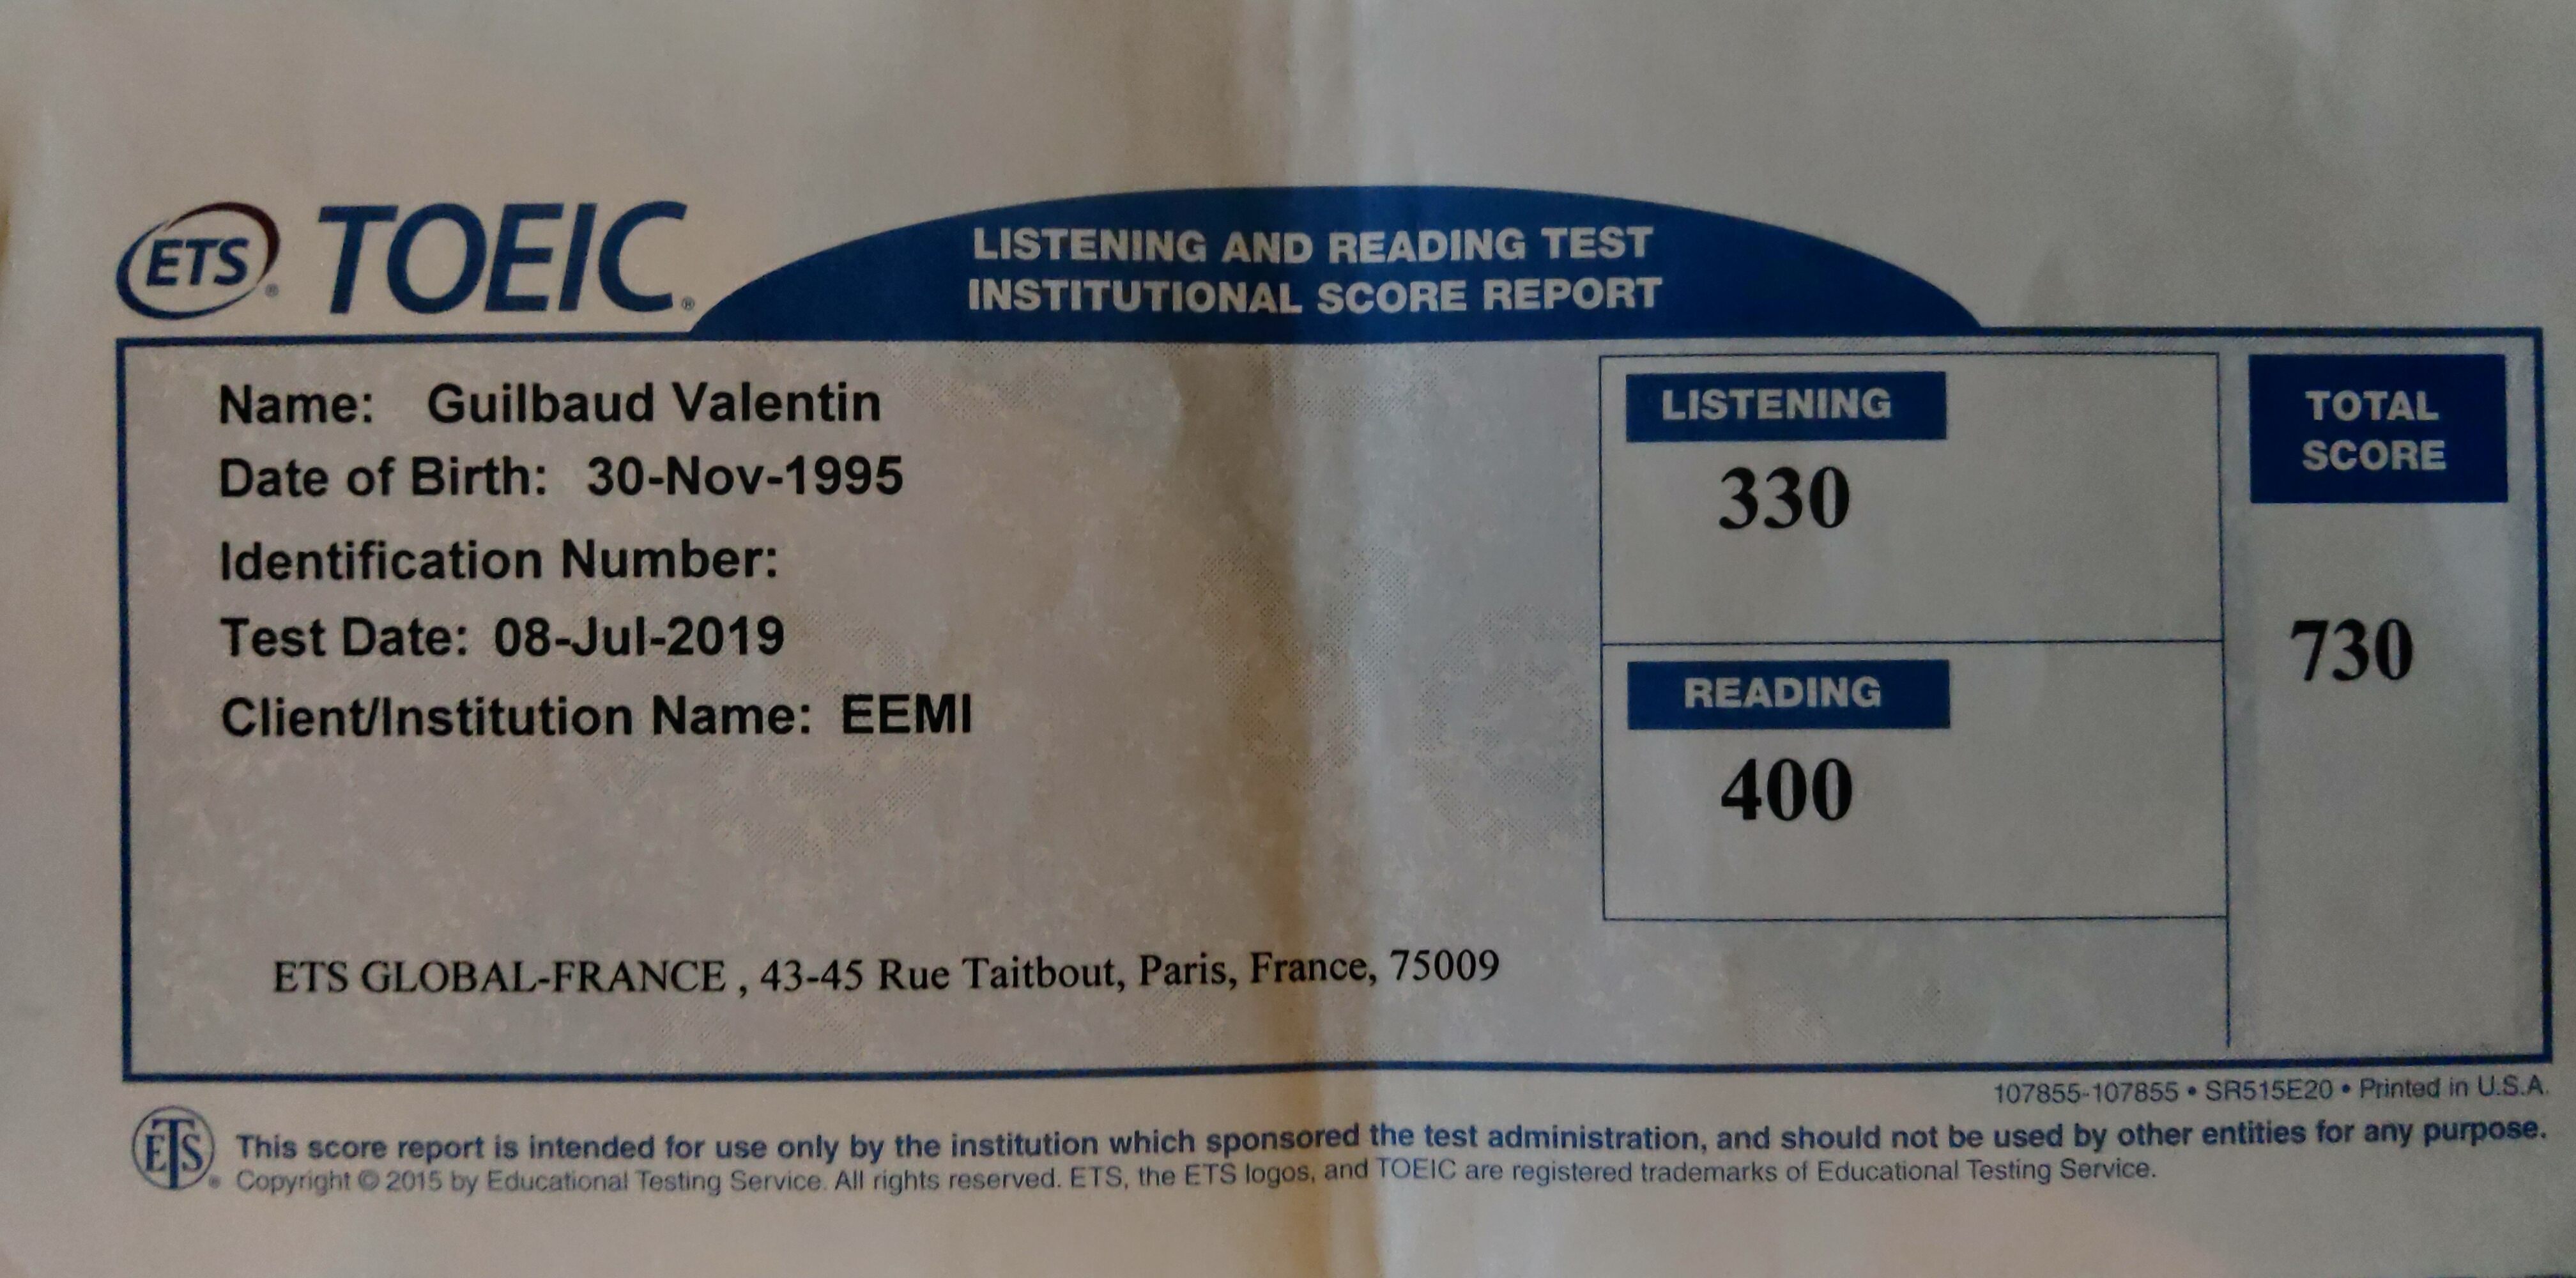 ETS® TOEIC®
LISTENING AND READING TEST
INSTITUTIONAL SCORE REPORT
Name: Guilbaud Valentin
Date of Birth: 30-Nov-1995
Identification Number:
Test Date: 08-Jul-2019
Client/Institution Name: EEMI
ETS GLOBAL-FRANCE , 43-45 Rue Taitbout, Paris, France, 75009
LISTENING
330
READING
400
TOTAL
SCORE
730
107855-107855 • SR515E20 • Printed in U.S.A.
ETS®
This score report is intended for use only by the institution which sponsored the test administration, and should not be used by other entities for any purpose.
Copyright © 2015 by Educational Testing Service. All rights reserved. ETS, the ETS logos, and TOEIC are registered trademarks of Educational Testing Service.